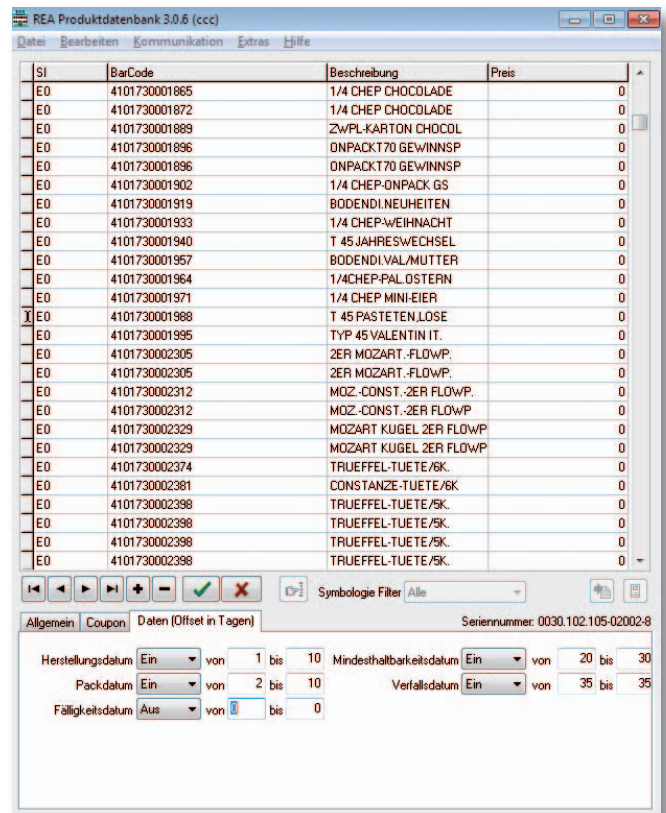 REA Produktdatenbank 3.0.6 (ccc)
Datei Bearbeiten Kommunikation Extras Hilfe
SI BarCode Beschreibung Preis
E0 4101730001865 1/4 CHEP CHOCOLADE 0
E0 4101730001872 1/4 CHEP CHOCOLADE 0
E0 4101730001889 ZWPL-KARTON CHOCOL 0
E0 4101730001896 ONPACKT70 GEWINNSP 0
E0 4101730001896 ONPACKT70 GEWINNSP 0
E0 4101730001902 1/4 CHEP-ONPACK GS 0
E0 4101730001919 BODENDI.NEUHEITEN 0
E0 4101730001933 1/4 CHEP-WEIHNACHT 0
E0 4101730001940 T 45 JAHRESWECHSEL 0
E0 4101730001957 BODENDI.VAL/MUTTER 0
E0 4101730001964 1/4CHEP-PAL.OSTERN 0
E0 4101730001971 1/4 CHEP MINI-EIER 0
E0 4101730001988 T 45 PASTETEN,LOSE 0
E0 4101730001995 TYP 45 VALENTIN IT. 0
E0 4101730002305 2ER MOZART.-FLOWP. 0
E0 4101730002305 2ER MOZART.-FLOWP. 0
E0 4101730002312 MOZ.-CONST.-2ER FLOWP. 0
E0 4101730002312 MOZ.-CONST.-2ER FLOWP 0
E0 4101730002329 MOZART KUGEL 2ER FLOWP 0
E0 4101730002329 MOZART KUGEL 2ER FLOWP 0
E0 4101730002374 TRUEFFEL-TUETE/6K. 0
E0 4101730002381 CONSTANZE-TUETE/6K 0
E0 4101730002398 TRUEFFEL-TUETE/5K. 0
E0 4101730002398 TRUEFFEL-TUETE/5K. 0
E0 4101730002398 TRUEFFEL-TUETE/5K. 0
E0 4101730002398 TRUEFFEL-TUETE/5K. 0
Symbologie Filter Alle
Allgemein Coupon Daten (Offset in Tagen) Seriennummer: 0030.102.105-02002-8
Herstellungsdatum Ein von 1 bis 10 Mindesthaltbarkeitsdatum Ein von 20 bis 30
Packdatum Ein von 2 bis 10 Verfallsdatum Ein von 35 bis 35
Fälligkeitsdatum Aus von 0 bis 0